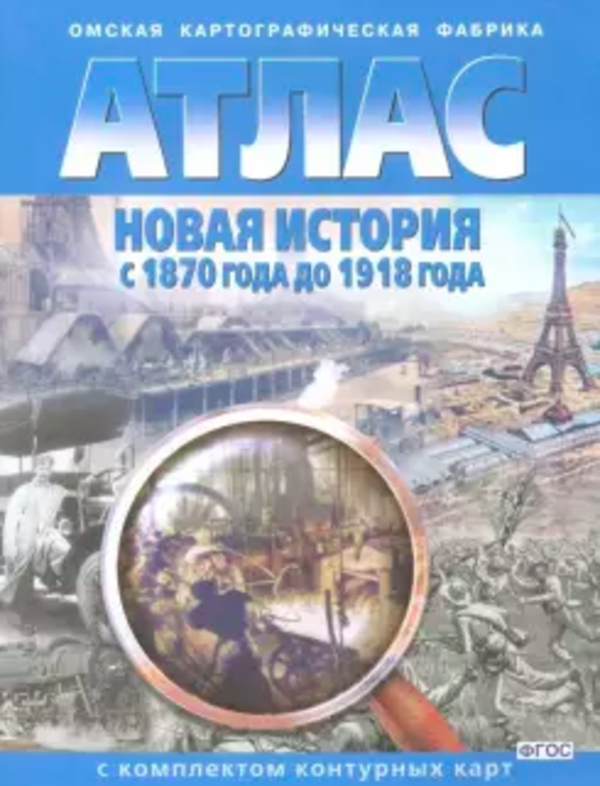 ОМСКАЯ КАРТОГРАФИЧЕСКАЯ ФАБРИКА
АТЛАС
НОВАЯ ИСТОРИЯ
С 1870 ГОДА ДО 1918 ГОДА
ФГОС
с комплектом контурных карт